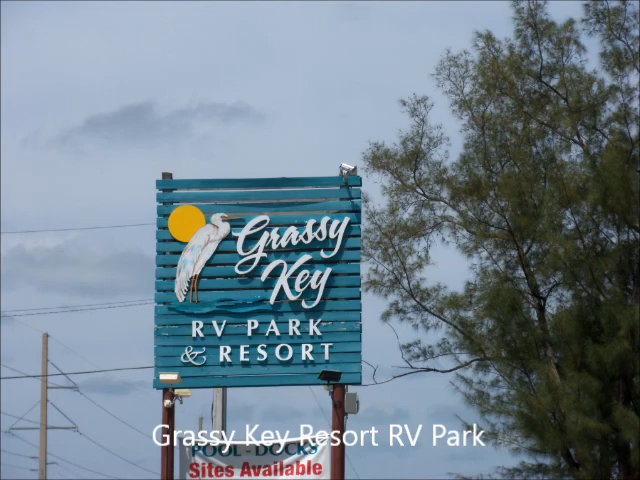 Grassy
Key
RV PARK
& RESORT
Grassy Key Resort RV Park
POOL - DOCKS
Sites Available